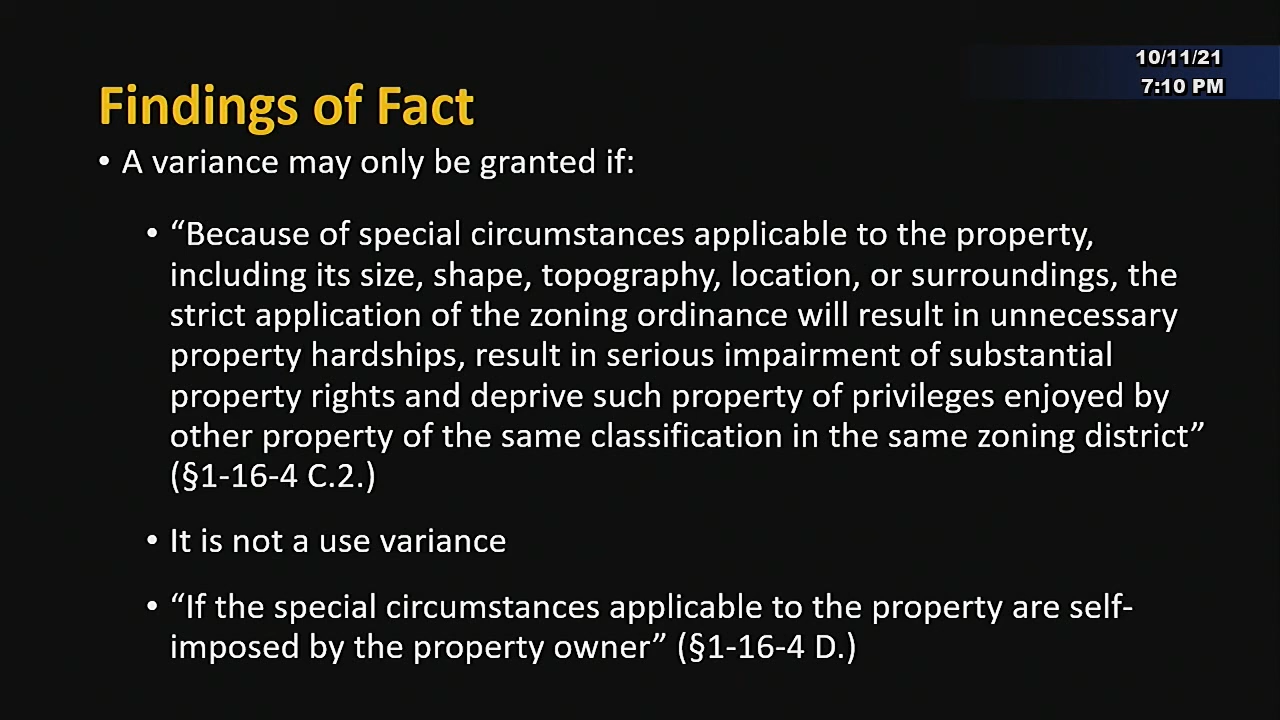 10/11/21
7:10 PM
Findings of Fact
• A variance may only be granted if:
• “Because of special circumstances applicable to the property,
including its size, shape, topography, location, or surroundings, the
strict application of the zoning ordinance will result in unnecessary
property hardships, result in serious impairment of substantial
property rights and deprive such property of privileges enjoyed by
other property of the same classification in the same zoning district”
(§1-16-4 C.2.)
• It is not a use variance
• “If the special circumstances applicable to the property are self-
imposed by the property owner” (§1-16-4 D.)